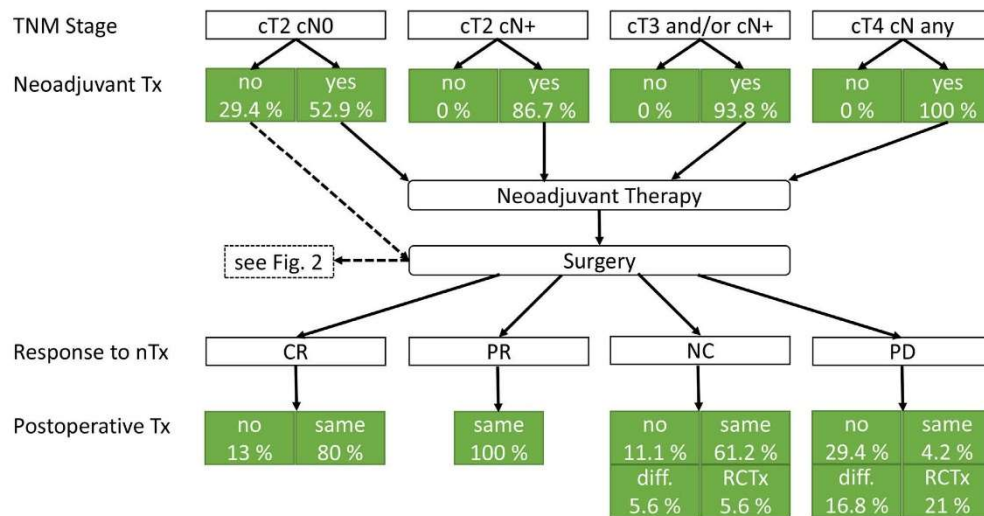 TNM Stage
cT2 cN0
cT2 cN+
cT3 and/or cN+
cT4 cN any
Neoadjuvant Tx
no
29.4 %
yes
52.9 %
no
0 %
yes
86.7 %
no
0 %
yes
93.8 %
no
0 %
yes
100 %
Neoadjuvant Therapy
see Fig. 2
Surgery
Response to nTx
CR
PR
NC
PD
Postoperative Tx
no
13 %
same
80 %
same
100 %
no
11.1 %
same
61.2 %
diff.
5.6 %
RCTx
5.6 %
no
29.4 %
same
4.2 %
diff.
16.8 %
RCTx
21 %